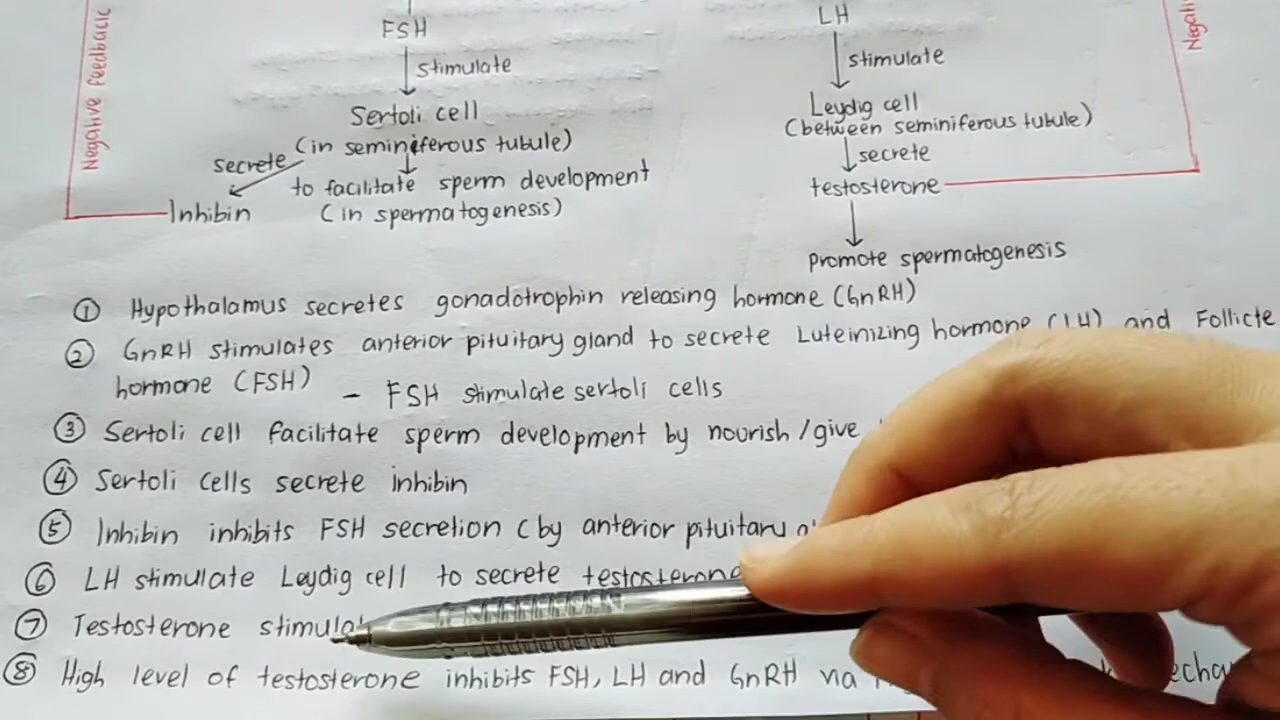 Negative feedback
FSH
stimulate
Sertoli cell
(in seminiferous tubule)
secrete
to facilitate sperm development
(in spermatogenesis)
Inhibin
LH
stimulate
Leydig cell
(between seminiferous tubule)
secrete
testosterone
promote spermatogenesis
① Hypothalamus secretes gonadotrophin releasing hormone (GnRH)
② GnRH stimulates anterior pituitary gland to secrete Luteinizing hormone (LH) and Follicte
hormone (FSH) - FSH stimulate sertoli cells
③ Sertoli cell facilitate sperm development by nourish/give
④ Sertoli cells secrete inhibin
⑤ Inhibin inhibits FSH secretion (by anterior pituitary
⑥ LH stimulate Leydig cell to secrete testosterone
⑦ Testosterone
⑧ High level of testosterone inhibits FSH, LH and GnRH via